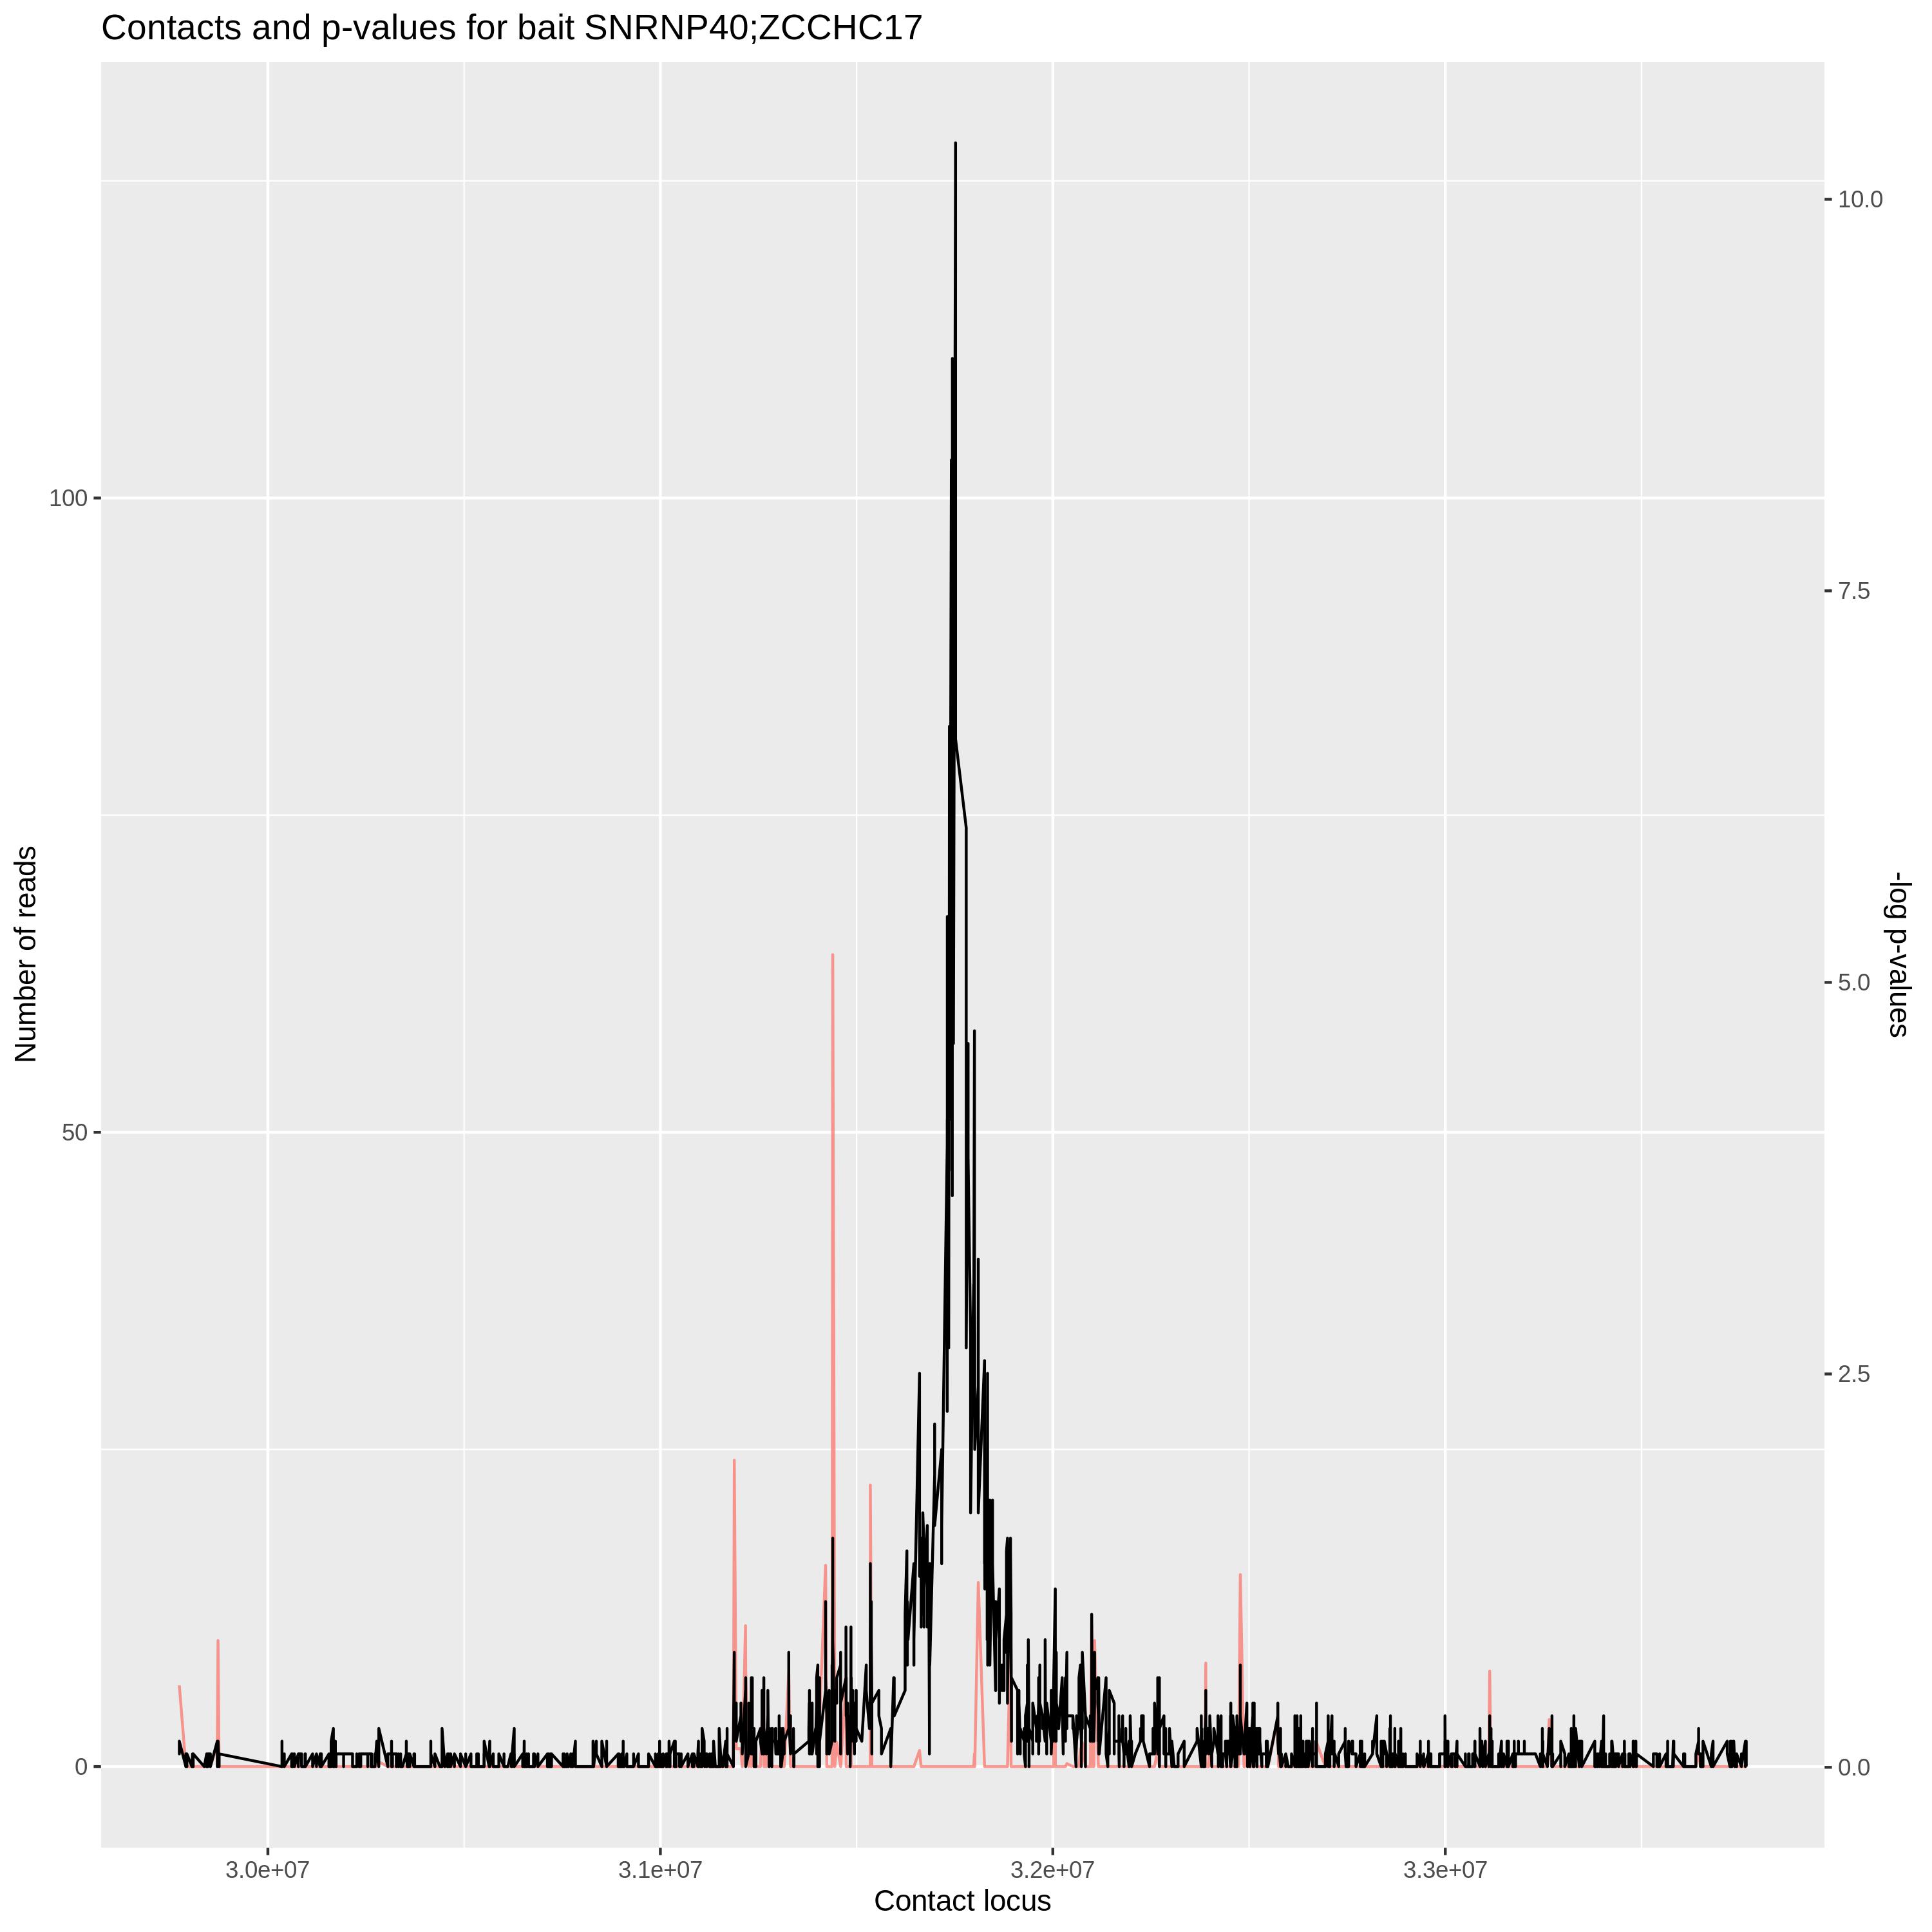 Contacts and p-values for bait SNRNP40;ZCCHC17
Number of reads
100
50
0
10.0
7.5
5.0
2.5
0.0
-log p-values
3.0e+07 3.1e+07 3.2e+07 3.3e+07
Contact locus